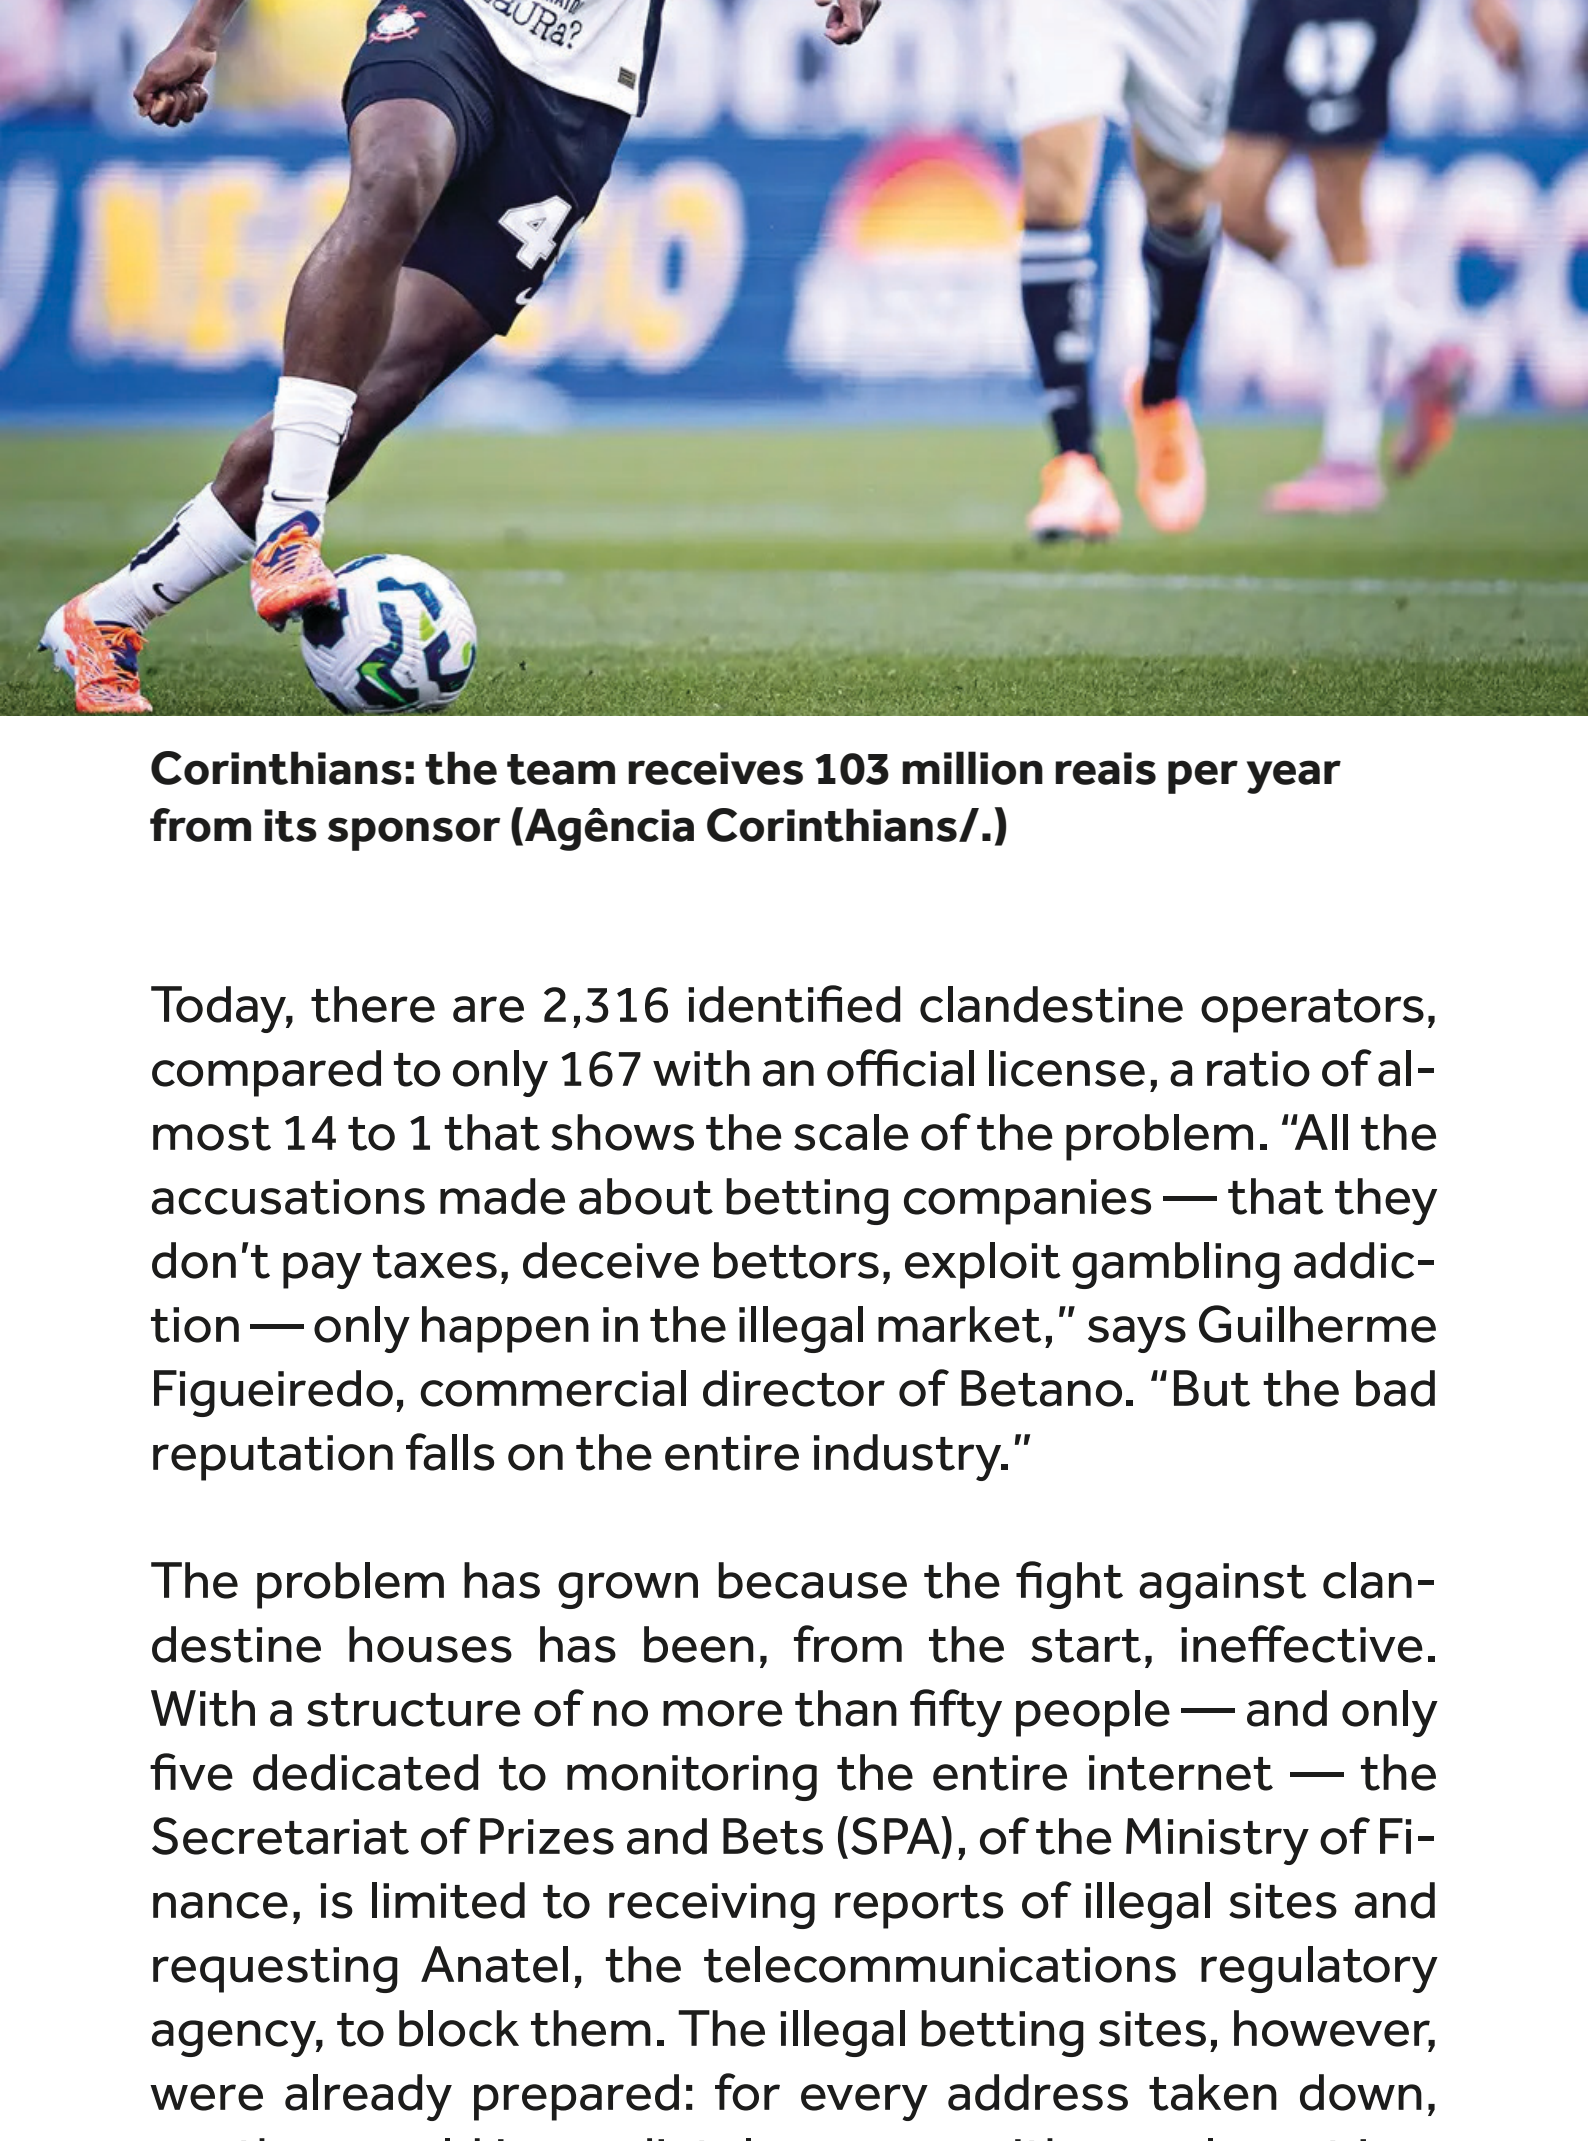 aURa?
47
4
Corinthians: the team receives 103 million reais per year
from its sponsor (Agência Corinthians/.)
Today, there are 2,316 identified clandestine operators,
compared to only 167 with an official license, a ratio of al-
most 14 to 1 that shows the scale of the problem. “All the
accusations made about betting companies — that they
don’t pay taxes, deceive bettors, exploit gambling addic-
tion — only happen in the illegal market,” says Guilherme
Figueiredo, commercial director of Betano. “But the bad
reputation falls on the entire industry.”
The problem has grown because the fight against clan-
destine houses has been, from the start, ineffective.
With a structure of no more than fifty people — and only
five dedicated to monitoring the entire internet — the
Secretariat of Prizes and Bets (SPA), of the Ministry of Fi-
nance, is limited to receiving reports of illegal sites and
requesting Anatel, the telecommunications regulatory
agency, to block them. The illegal betting sites, however,
were already prepared: for every address taken down,